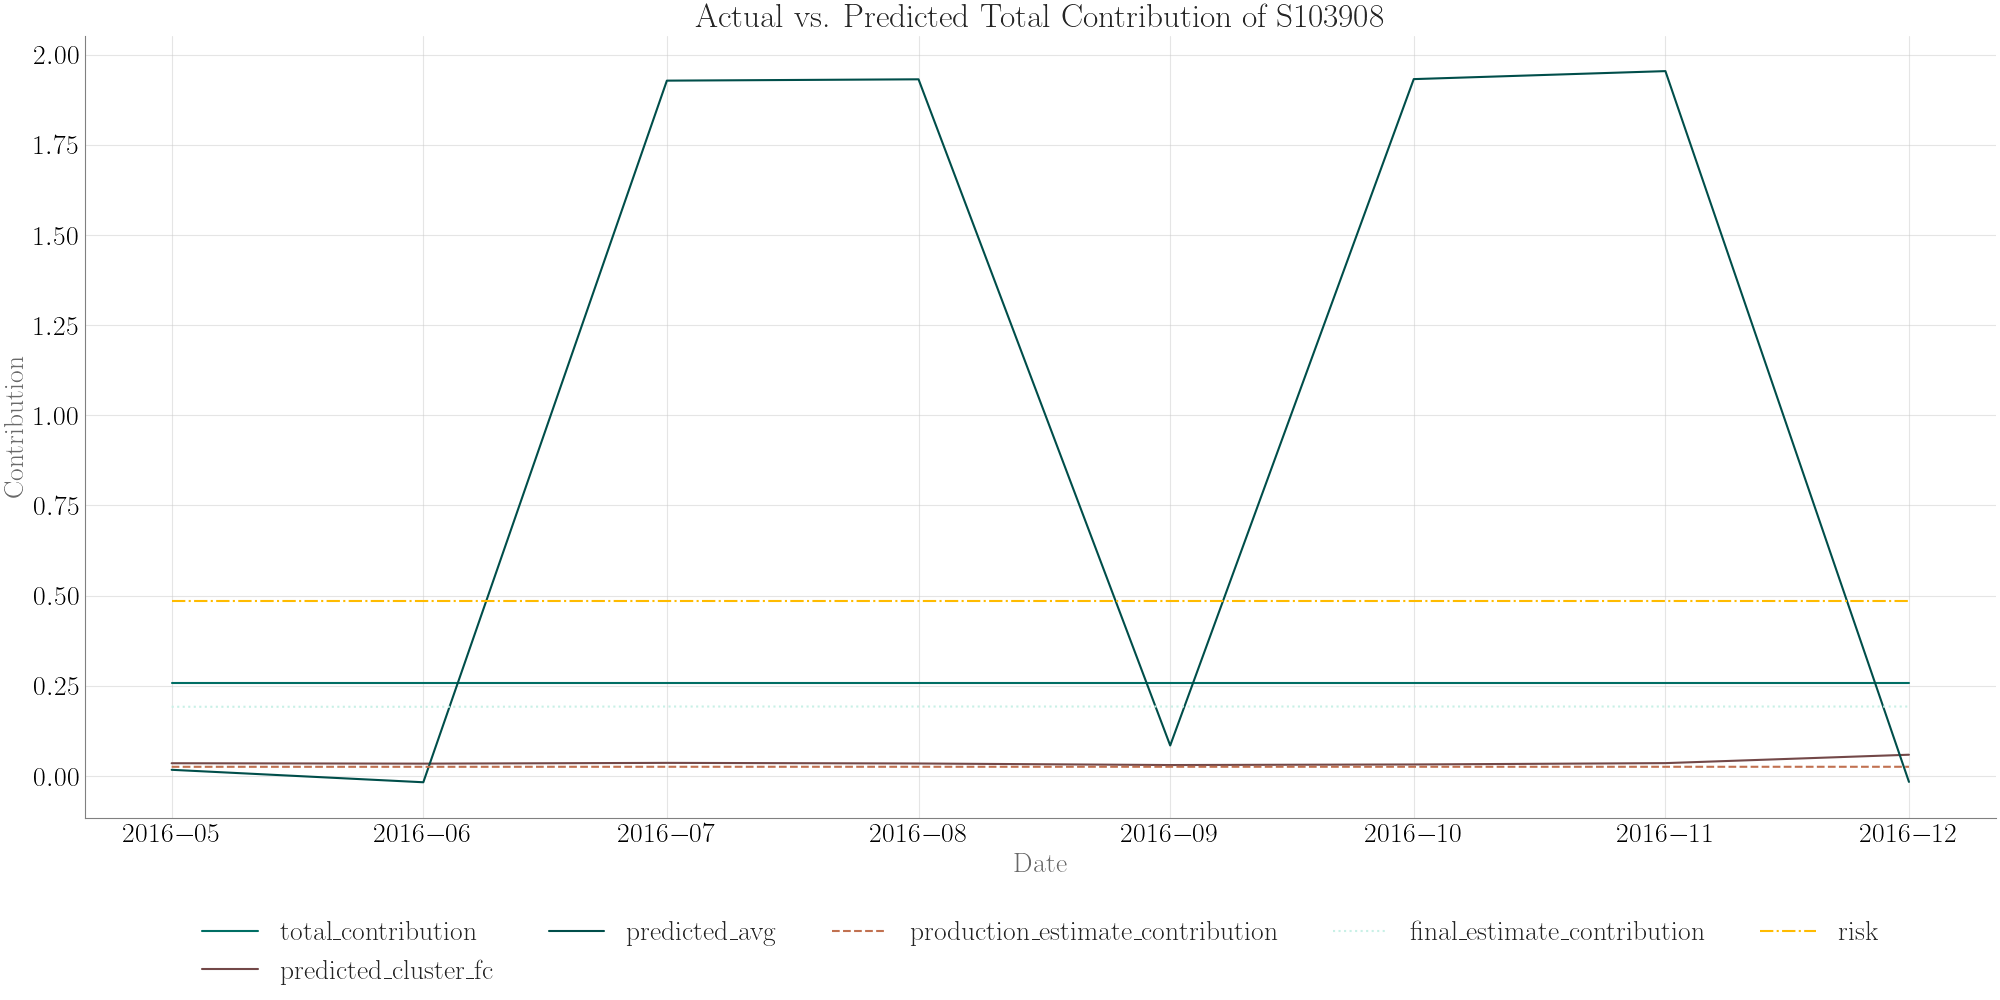 Actual vs. Predicted Total Contribution of S103908
2.00
1.75
1.50
1.25
1.00
0.75
0.50
0.25
0.00
Contribution
2016–05 2016–06 2016–07 2016–08 2016–09 2016–10 2016–11 2016–12
Date
total_contribution predicted_avg production_estimate_contribution final_estimate_contribution risk
predicted_cluster_fc